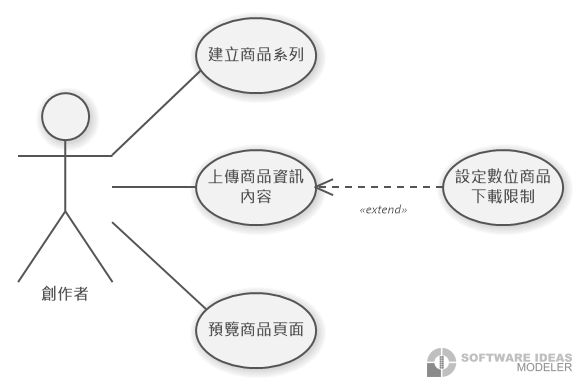 建立商品系列
上傳商品資訊
內容
設定數位商品
下載限制
«extend»
創作者
預覽商品頁面
SOFTWARE IDEAS
MODELER